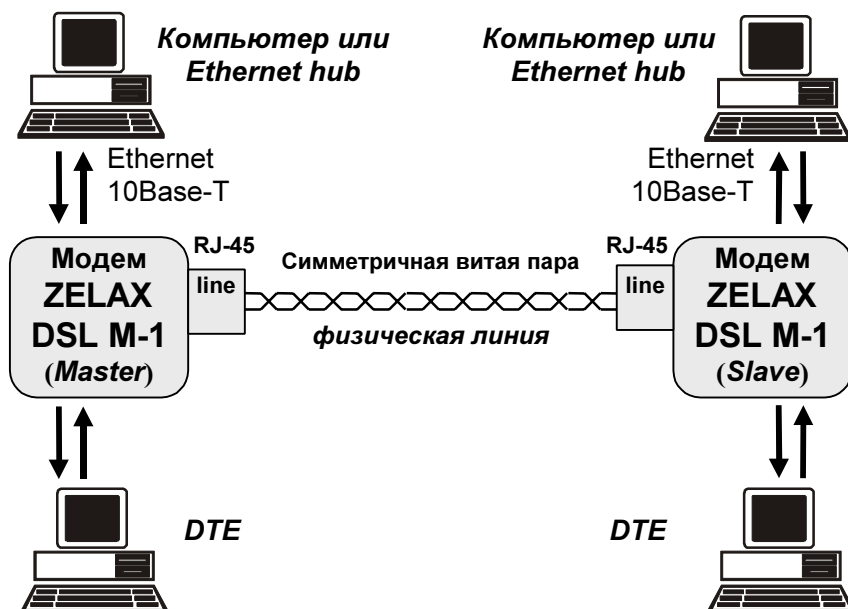 Компьютер или
Ethernet hub
Компьютер или
Ethernet hub
Ethernet
10Base-T
Ethernet
10Base-T
Модем
ZELAX
DSL M-1
(Master)
RJ-45
line
Симметричная витая пара
физическая линия
RJ-45
line
Модем
ZELAX
DSL M-1
(Slave)
DTE
DTE